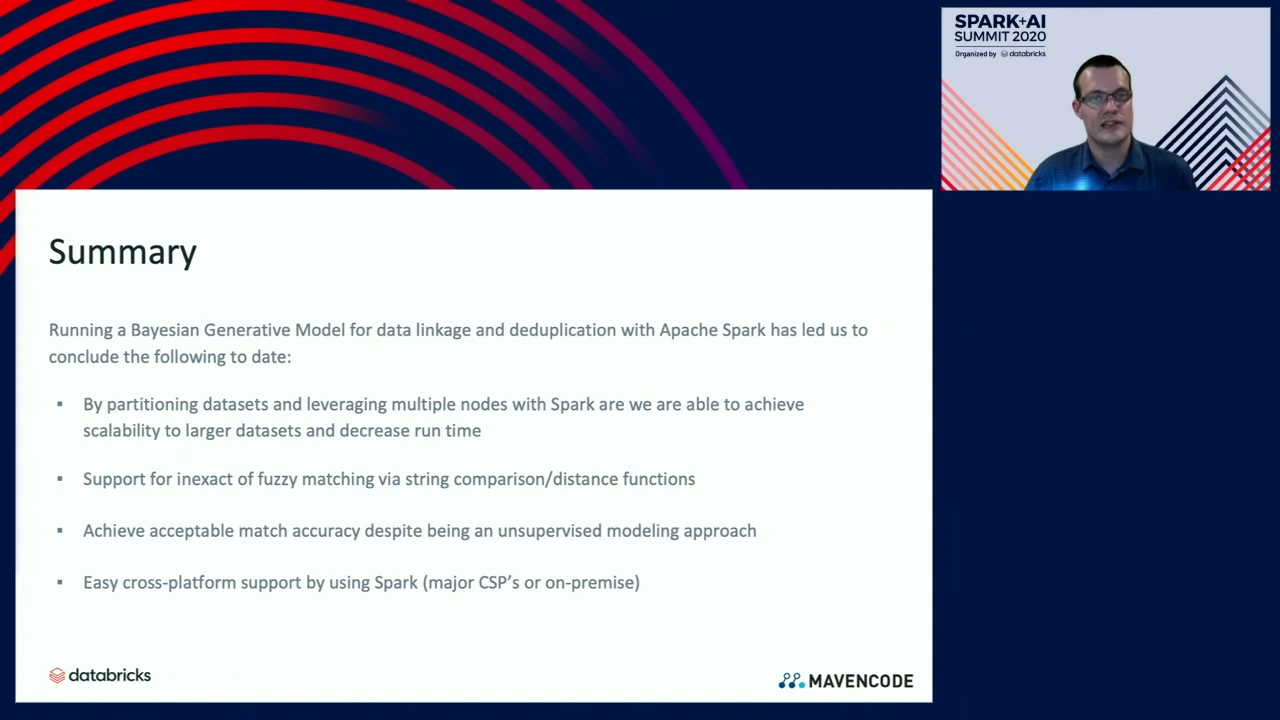 SPARK+AI
SUMMIT 2020
Organized by databricks
Summary
Running a Bayesian Generative Model for data linkage and deduplication with Apache Spark has led us to
conclude the following to date:
▪ By partitioning datasets and leveraging multiple nodes with Spark are we are able to achieve
scalability to larger datasets and decrease run time
▪ Support for inexact of fuzzy matching via string comparison/distance functions
▪ Achieve acceptable match accuracy despite being an unsupervised modeling approach
▪ Easy cross-platform support by using Spark (major CSP’s or on-premise)
databricks
MAVENCODE